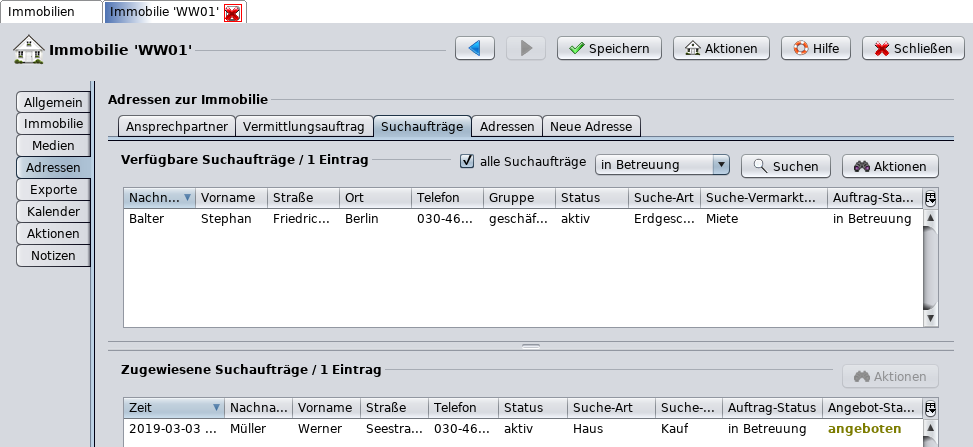 Immobilien Immobilie 'WW01'
Immobilie 'WW01' Speichern Aktionen Hilfe Schließen
Allgemein
Immobilie
Medien
Adressen
Exporte
Kalender
Aktionen
Notizen
Adressen zur Immobilie
Ansprechpartner Vermittlungsauftrag Suchaufträge Adressen Neue Adresse
Verfügbare Suchaufträge / 1 Eintrag alle Suchaufträge in Betreuung Suchen Aktionen
Nachn... Vorname Straße Ort Telefon Gruppe Status Suche-Art Suche-Vermarkt... Auftrag-Sta...
Balter Stephan Friedric... Berlin 030-46... geschäf... aktiv Erdgesc... Miete in Betreuung
Zugewiesene Suchaufträge / 1 Eintrag Aktionen
Zeit Nachna... Vorname Straße Telefon Status Suche-Art Suche-... Auftrag-Status Angebot-Sta...
2019-03-03 ... Müller Werner Seestra... 030-46... aktiv Haus Kauf in Betreuung angeboten